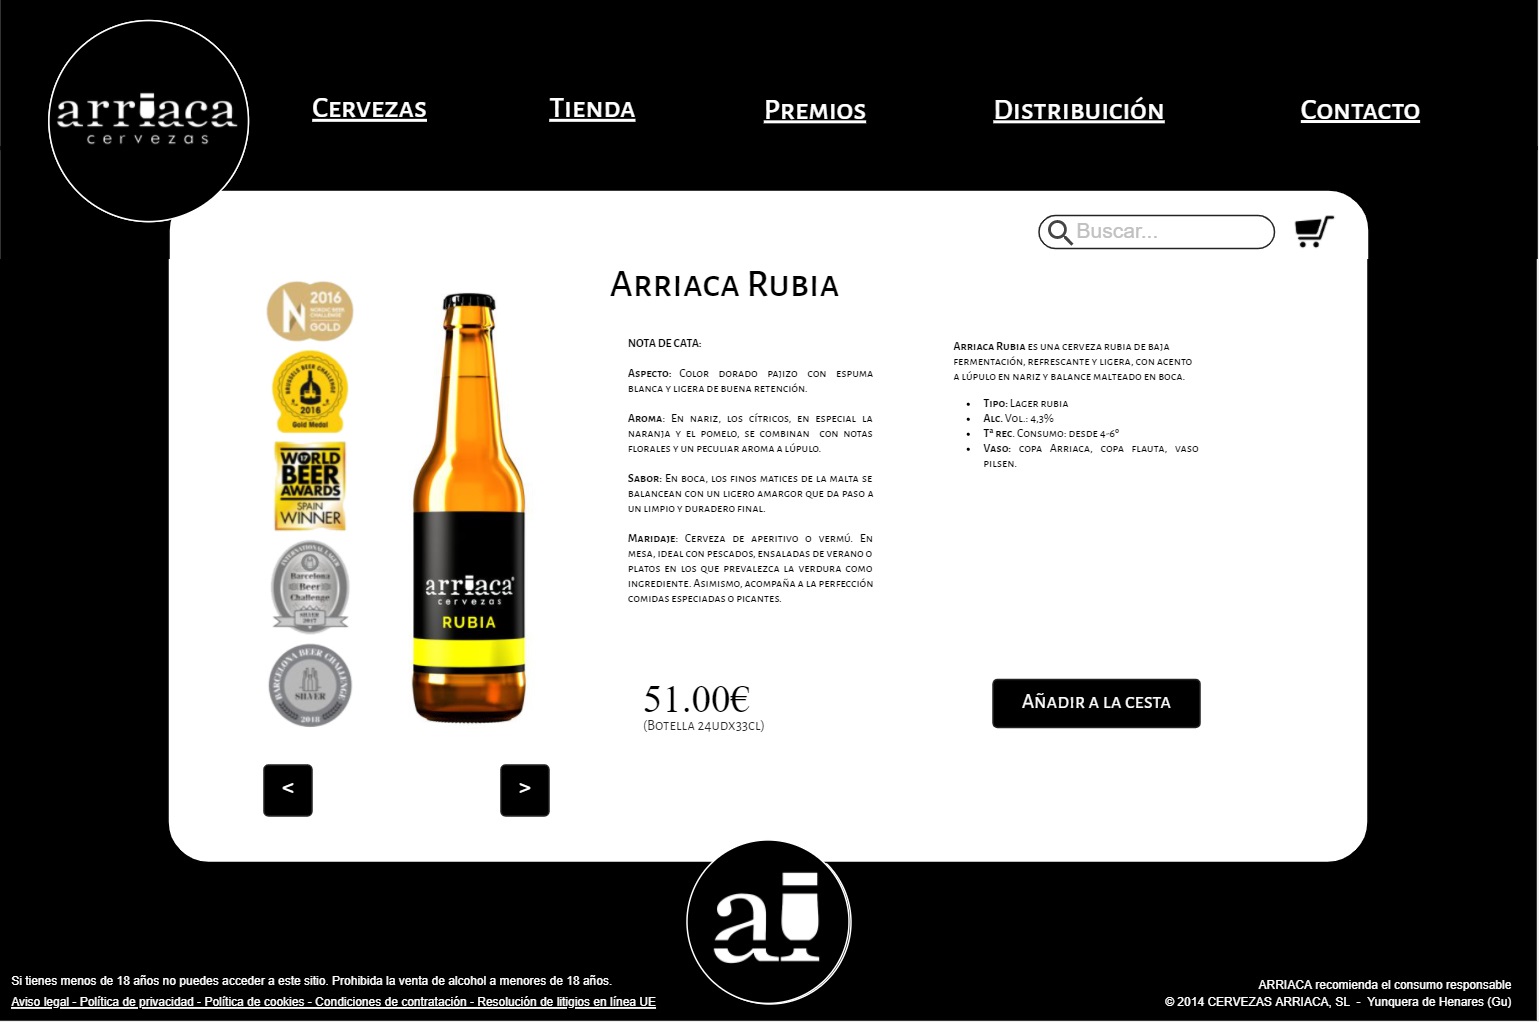 arriaca
cervezas
Cervezas
Tienda
Premios
Distribuición
Contacto
Buscar...
Arriaca Rubia
2016
NORDIC BEER
CHALLENGE
GOLD
BRUSSELS BEER CHALLENGE
2016
Gold Medal
WORLD
BEER
AWARDS
SPAIN
WINNER
INTERNATIONAL LAGER
Barcelona
Beer
Challenge
SILVER
2017
BARCELONA BEER CHALLENGE
SILVER
2018
arriaca
cervezas
RUBIA
NOTA DE CATA:
Aspecto: Color dorado pajizo con espuma
blanca y ligera de buena retención.
Aroma: En nariz, los cítricos, en especial la
naranja y el pomelo, se combinan con notas
florales y un peculiar aroma a lúpulo.
Sabor: En boca, los finos matices de la malta se
balancean con un ligero amargor que da paso a
un limpio y duradero final.
Maridaje: Cerveza de aperitivo o vermú. En
mesa, ideal con pescados, ensaladas de verano o
platos en los que prevalezca la verdura como
ingrediente. Asimismo, acompaña a la perfección
comidas especiadas o picantes.
Arriaca Rubia es una cerveza rubia de baja
fermentación, refrescante y ligera, con acento
a lúpulo en nariz y balance malteado en boca.
• Tipo: Lager rubia
• Alc. Vol.: 4,3%
• Tª rec. Consumo: desde 4-6º
• Vaso: copa Arriaca, copa flauta, vaso
pilsen.
51.00€
(Botella 24udx33cl)
Añadir a la cesta
<
>
ai
Si tienes menos de 18 años no puedes acceder a este sitio. Prohibida la venta de alcohol a menores de 18 años.
Aviso legal - Política de privacidad - Política de cookies - Condiciones de contratación - Resolución de litigios en línea UE
ARRIACA recomienda el consumo responsable
© 2014 CERVEZAS ARRIACA, SL - Yunquera de Henares (Gu)